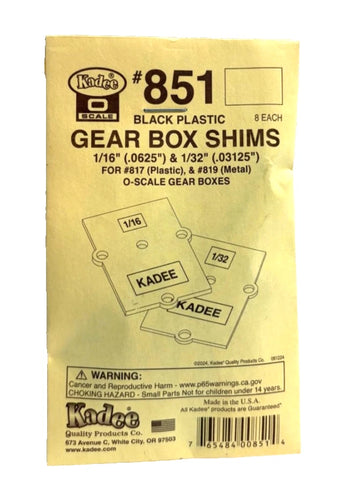 Kadee
O
SCALE
#851
BLACK PLASTIC
8 EACH
GEAR BOX SHIMS
1/16" (.0625") & 1/32" (.03125")
FOR #817 (Plastic), & #819 (Metal)
O-SCALE GEAR BOXES
1/16
KADEE
1/32
KADEE
©2024, Kadee® Quality Products Co.
081224
WARNING:
Cancer and Reproductive Harm - www.p65warnings.ca.gov
CHOKING HAZARD - Small Parts Not for children under 14 years.
Kadee
Quality Products Co.
673 Avenue C, White City, OR 97503
www.kadee.com
Made in the U.S.A.
All Kadee® products are Guaranteed
7 65484 00851 4